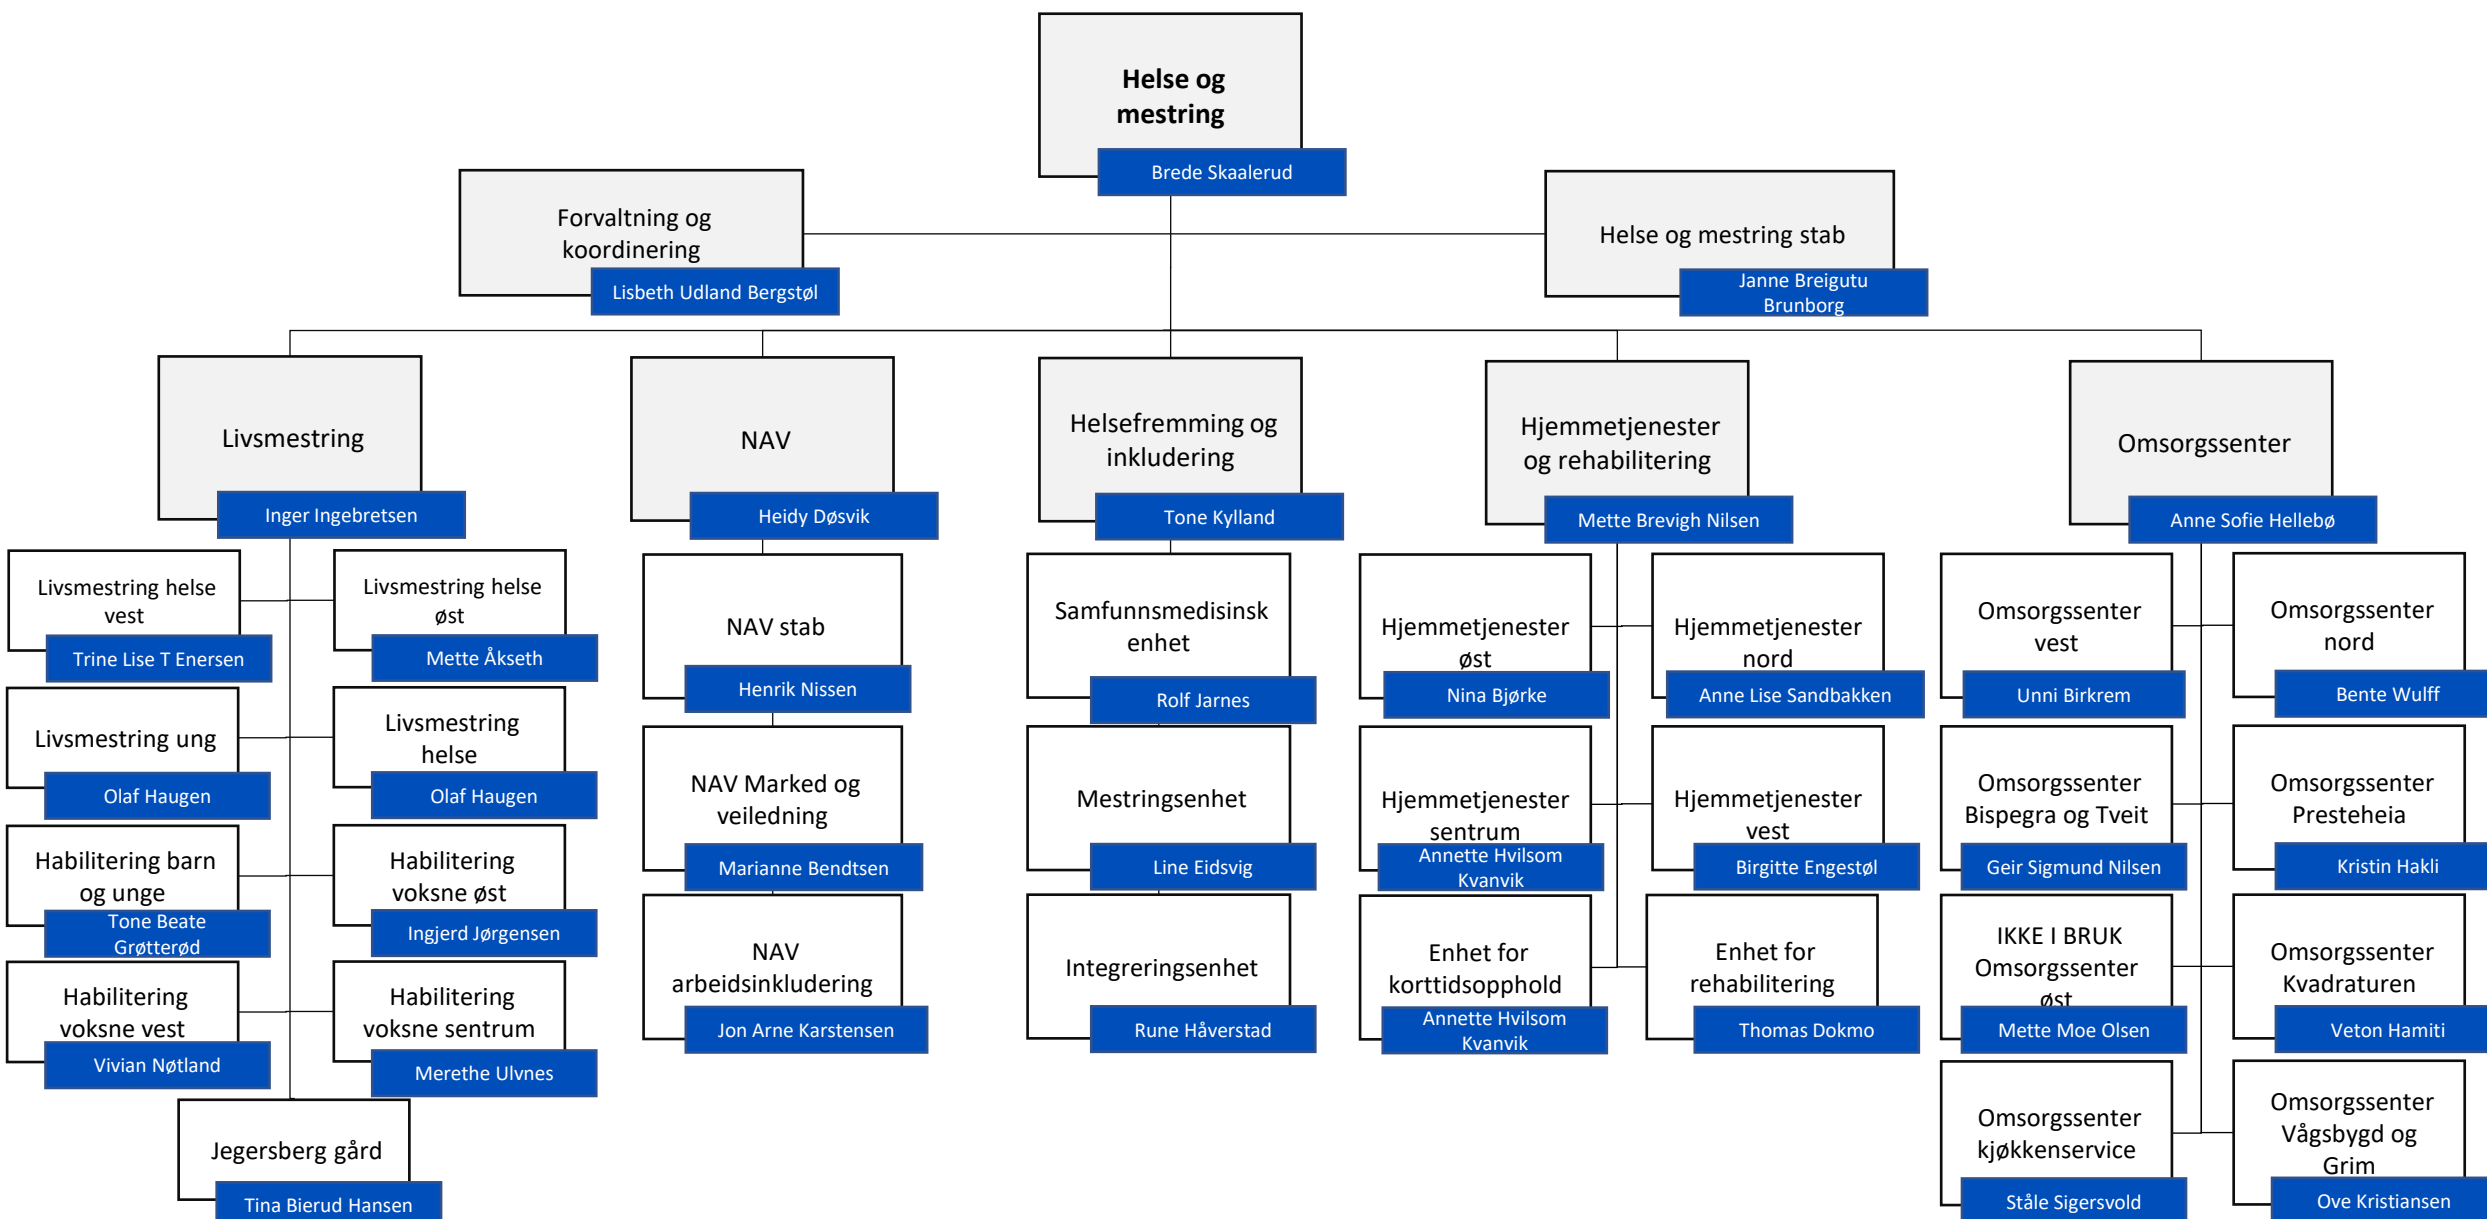 Helse og
mestring
Brede Skaalerud
Forvaltning og
koordinering
Lisbeth Udland Bergstøl
Helse og mestring stab
Janne Breigutu
Brunborg
Livsmestring
Inger Ingebretsen
NAV
Heidy Døsvik
Helsefremming og
inkludering
Tone Kylland
Hjemmetjenester
og rehabilitering
Mette Brevigh Nilsen
Omsorgssenter
Anne Sofie Hellebø
Livsmestring helse
vest
Trine Lise T Enersen
Livsmestring helse
øst
Mette Åkseth
Livsmestring ung
Olaf Haugen
Livsmestring
helse
Olaf Haugen
Habilitering barn
og unge
Tone Beate
Grøtterød
Habilitering
voksne øst
Ingjerd Jørgensen
Habilitering
voksne vest
Vivian Nøtland
Habilitering
voksne sentrum
Merethe Ulvnes
Jegersberg gård
Tina Bierud Hansen
NAV stab
Henrik Nissen
NAV Marked og
veiledning
Marianne Bendtsen
NAV
arbeidsinkludering
Jon Arne Karstensen
Samfunnsmedisinsk
enhet
Rolf Jarnes
Mestringsenhet
Line Eidsvig
Integreringsenhet
Rune Håverstad
Hjemmetjenester
øst
Nina Bjørke
Hjemmetjenester
nord
Anne Lise Sandbakken
Hjemmetjenester
sentrum
Annette Hvilsom
Kvanvik
Hjemmetjenester
vest
Birgitte Engestøl
Enhet for
korttidsopphold
Annette Hvilsom
Kvanvik
Enhet for
rehabilitering
Thomas Dokmo
Omsorgssenter
vest
Unni Birkrem
Omsorgssenter
nord
Bente Wulff
Omsorgssenter
Bispegra og Tveit
Geir Sigmund Nilsen
Omsorgssenter
Presteheia
Kristin Hakli
IKKE I BRUK
Omsorgssenter
øst
Mette Moe Olsen
Omsorgssenter
Kvadraturen
Veton Hamiti
Omsorgssenter
kjøkkenservice
Ståle Sigersvold
Omsorgssenter
Vågsbygd og
Grim
Ove Kristiansen